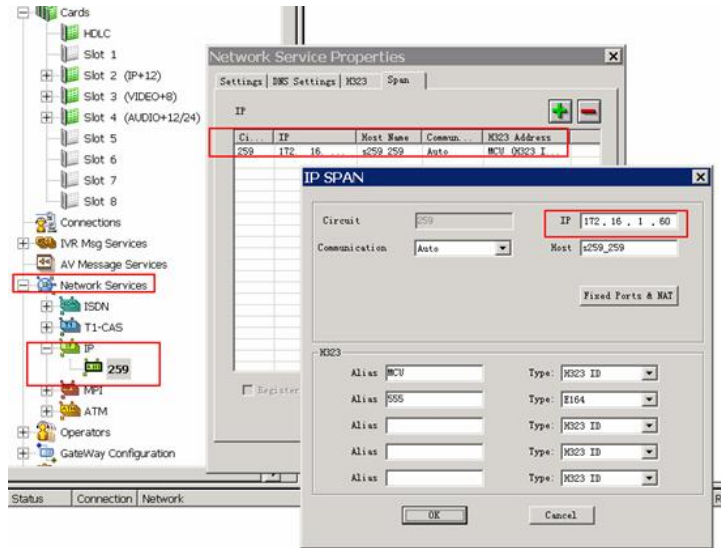 Cards
HDLC
Slot 1
Slot 2 (IP+12)
Slot 3 (VIDEO+8)
Slot 4 (AUDIO+12/24)
Slot 5
Slot 6
Slot 7
Slot 8
Connections
IVR Msg Services
AV Message Services
Network Services
ISDN
T1-CAS
IP
259
MPI
ATM
Operators
GateWay Configuration
Status Connection Network
Network Service Properties
Settings DNS Settings H323 Span
IP
Ci... IP Host Name Commun... H323 Address
259 172. 16. ... s259_259 Auto MCU (H323 I...
Register
IP SPAN
Circuit 259 IP 172 . 16 . 1 . 60
Communication Auto Host s259_259
Fixed Ports & NAT
H323
Alias MCU Type: H323 ID
Alias 555 Type: E164
Alias Type: H323 ID
Alias Type: H323 ID
Alias Type: H323 ID
OK Cancel